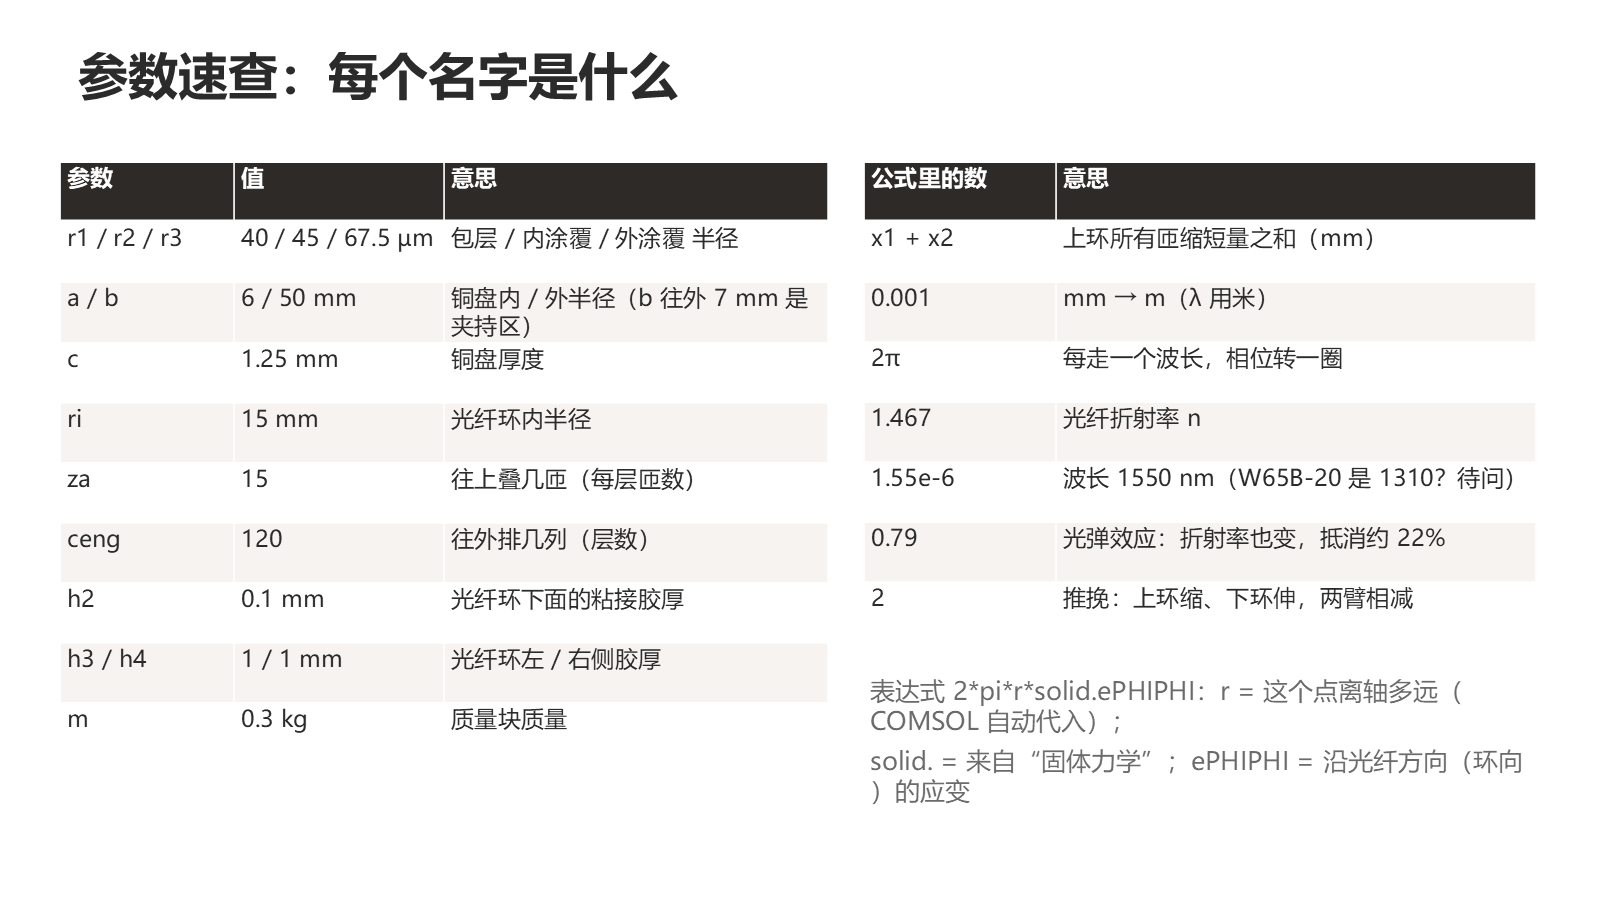 参数速查：每个名字是什么
参数 值 意思
r1 / r2 / r3 40 / 45 / 67.5 μm 包层 / 内涂覆 / 外涂覆 半径
a / b 6 / 50 mm 铜盘内 / 外半径（b 往外 7 mm 是
夹持区）
c 1.25 mm 铜盘厚度
ri 15 mm 光纤环内半径
za 15 往上叠几匝（每层匝数）
ceng 120 往外排几列（层数）
h2 0.1 mm 光纤环下面的粘接胶厚
h3 / h4 1 / 1 mm 光纤环左 / 右侧胶厚
m 0.3 kg 质量块质量
公式里的数 意思
x1 + x2 上环所有匝缩短量之和（mm）
0.001 mm → m（λ 用米）
2π 每走一个波长，相位转一圈
1.467 光纤折射率 n
1.55e-6 波长 1550 nm（W65B-20 是 1310？待问）
0.79 光弹效应：折射率也变，抵消约 22%
2 推挽：上环缩、下环伸，两臂相减
表达式 2*pi*r*solid.ePHIPHI：r = 这个点离轴多远（
COMSOL 自动代入）；
solid. = 来自“固体力学”；ePHIPHI = 沿光纤方向（环向
）的应变